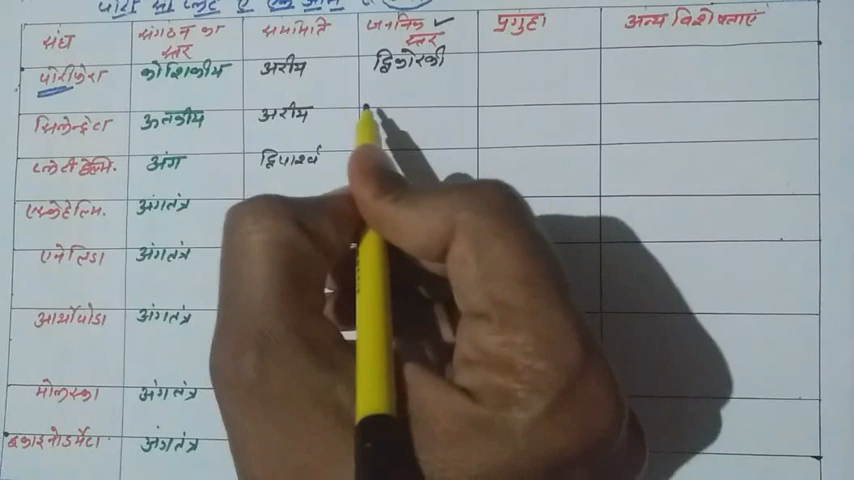 संघ संगठन का स्तर सममिति जननिक स्तर प्रगुहा अन्य विशेषताएं
पोरीफेरा कोशिकीय अरीय द्विकोरकी
सिलेन्ट्रेटा ऊतकीय अरीय
प्लेटीहेल्मि. अंग द्विपार्श्व
एस्केहेल्मि. अंगतंत्र
एनेलिडा अंगतंत्र
आर्थोपोडा अंगतंत्र
मोलस्का अंगतंत्र
इकाइनोडर्मेटा अंगतंत्र